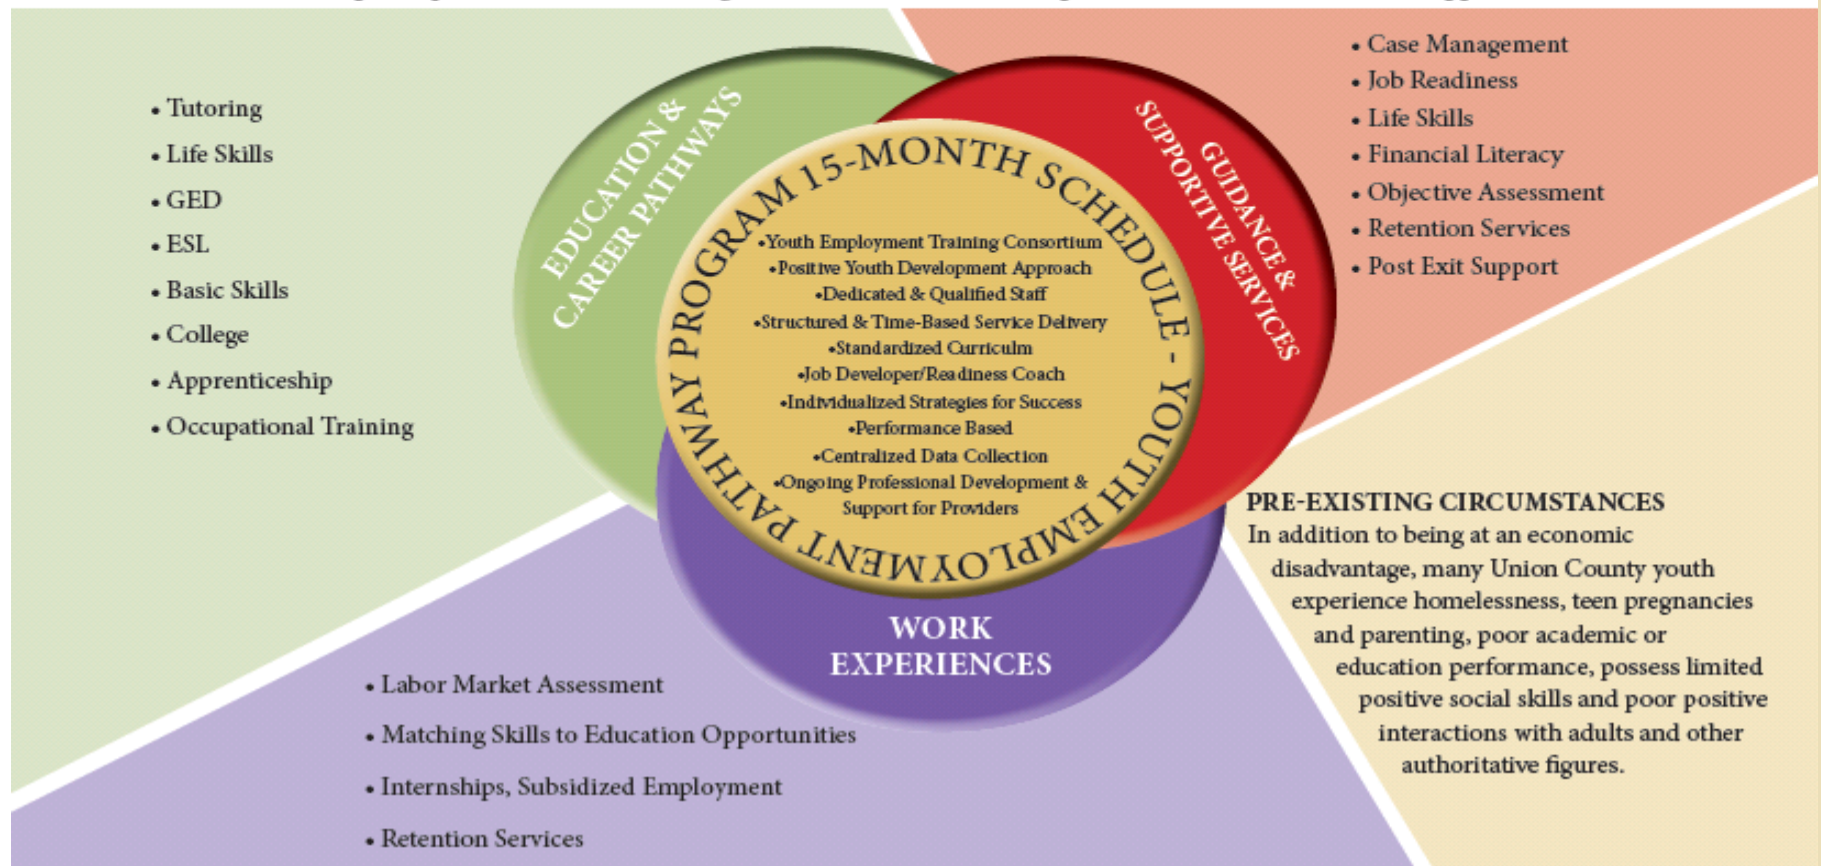 • Tutoring
• Life Skills
• GED
• ESL
• Basic Skills
• College
• Apprenticeship
• Occupational Training
EDUCATION &
CAREER PATHWAYS
GUIDANCE &
SUPPORTIVE SERVICES
• Case Management
• Job Readiness
• Life Skills
• Financial Literacy
• Objective Assessment
• Retention Services
• Post Exit Support
YOUTH EMPLOYMENT PATHWAY PROGRAM 15-MONTH SCHEDULE -
•Youth Employment Training Consortium
•Positive Youth Development Approach
•Dedicated & Qualified Staff
•Structured & Time-Based Service Delivery
•Standardized Curriculm
•Job Developer/Readiness Coach
•Individualized Strategies for Success
•Performance Based
•Centralized Data Collection
•Ongoing Professional Development &
Support for Providers
WORK
EXPERIENCES
• Labor Market Assessment
• Matching Skills to Education Opportunities
• Internships, Subsidized Employment
• Retention Services
PRE-EXISTING CIRCUMSTANCES
In addition to being at an economic
disadvantage, many Union County youth
experience homelessness, teen pregnancies
and parenting, poor academic or
education performance, possess limited
positive social skills and poor positive
interactions with adults and other
authoritative figures.